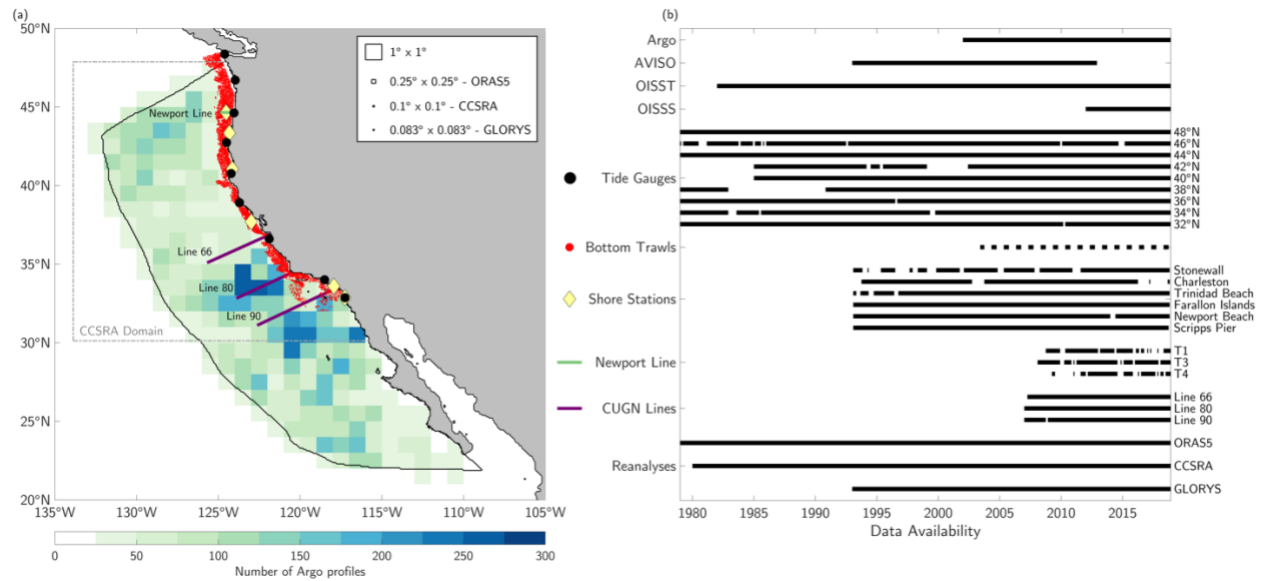 (a)
50°N
45°N
40°N
35°N
30°N
25°N
20°N
135°W
130°W
125°W
120°W
115°W
110°W
105°W
1° x 1°
0.25° x 0.25° - ORAS5
0.1° x 0.1° - CCSRA
0.083° x 0.083° - GLORYS
Newport Line
Line 66
Line 80
Line 90
CCSRA Domain
0
50
100
150
200
250
300
Number of Argo profiles
Tide Gauges
Bottom Trawls
Shore Stations
Newport Line
CUGN Lines
(b)
Argo
AVISO
OISST
OISSS
48°N
46°N
44°N
42°N
40°N
38°N
36°N
34°N
32°N
Stonewall
Charleston
Trinidad Beach
Farallon Islands
Newport Beach
Scripps Pier
T1
T3
T4
Line 66
Line 80
Line 90
ORAS5
Reanalyses
CCSRA
GLORYS
1980
1985
1990
1995
2000
2005
2010
2015
Data Availability